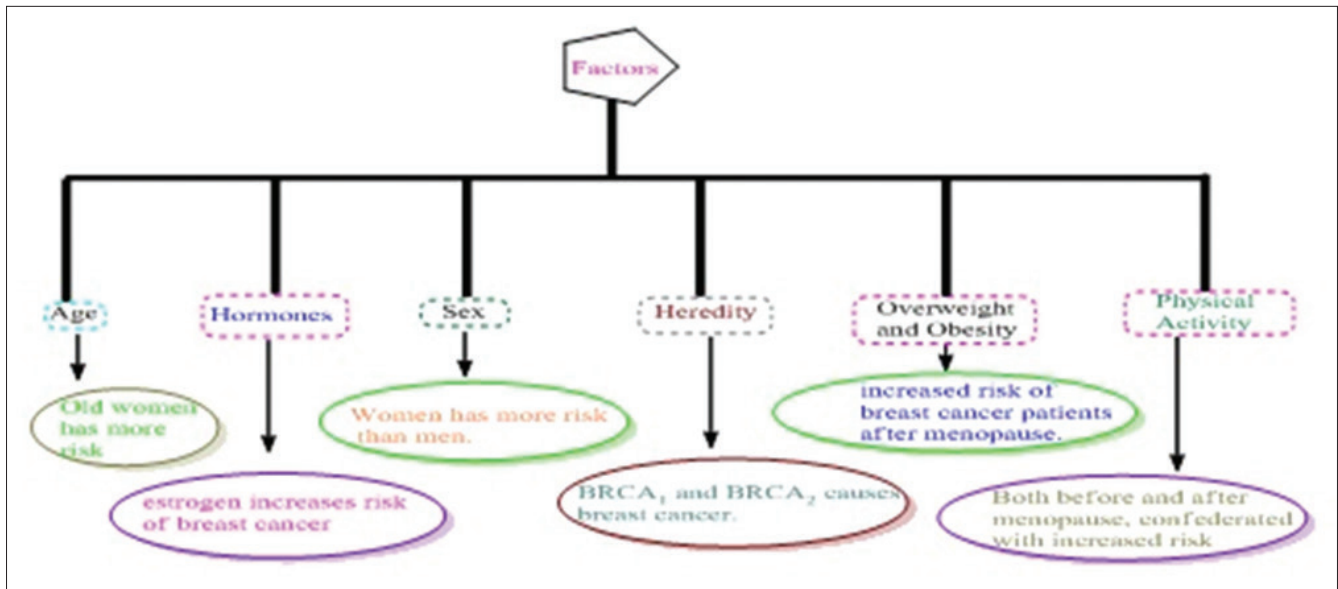 Factors
Age
Hormones
Sex
Heredity
Overweight
and Obesity
Physical
Activity
Old women
has more
risk
estrogen increases risk
of breast cancer
Women has more risk
than men.
BRCA₁ and BRCA₂ causes
breast cancer.
increased risk of
breast cancer patients
after menopause.
Both before and after
menopause, confederated
with increased risk